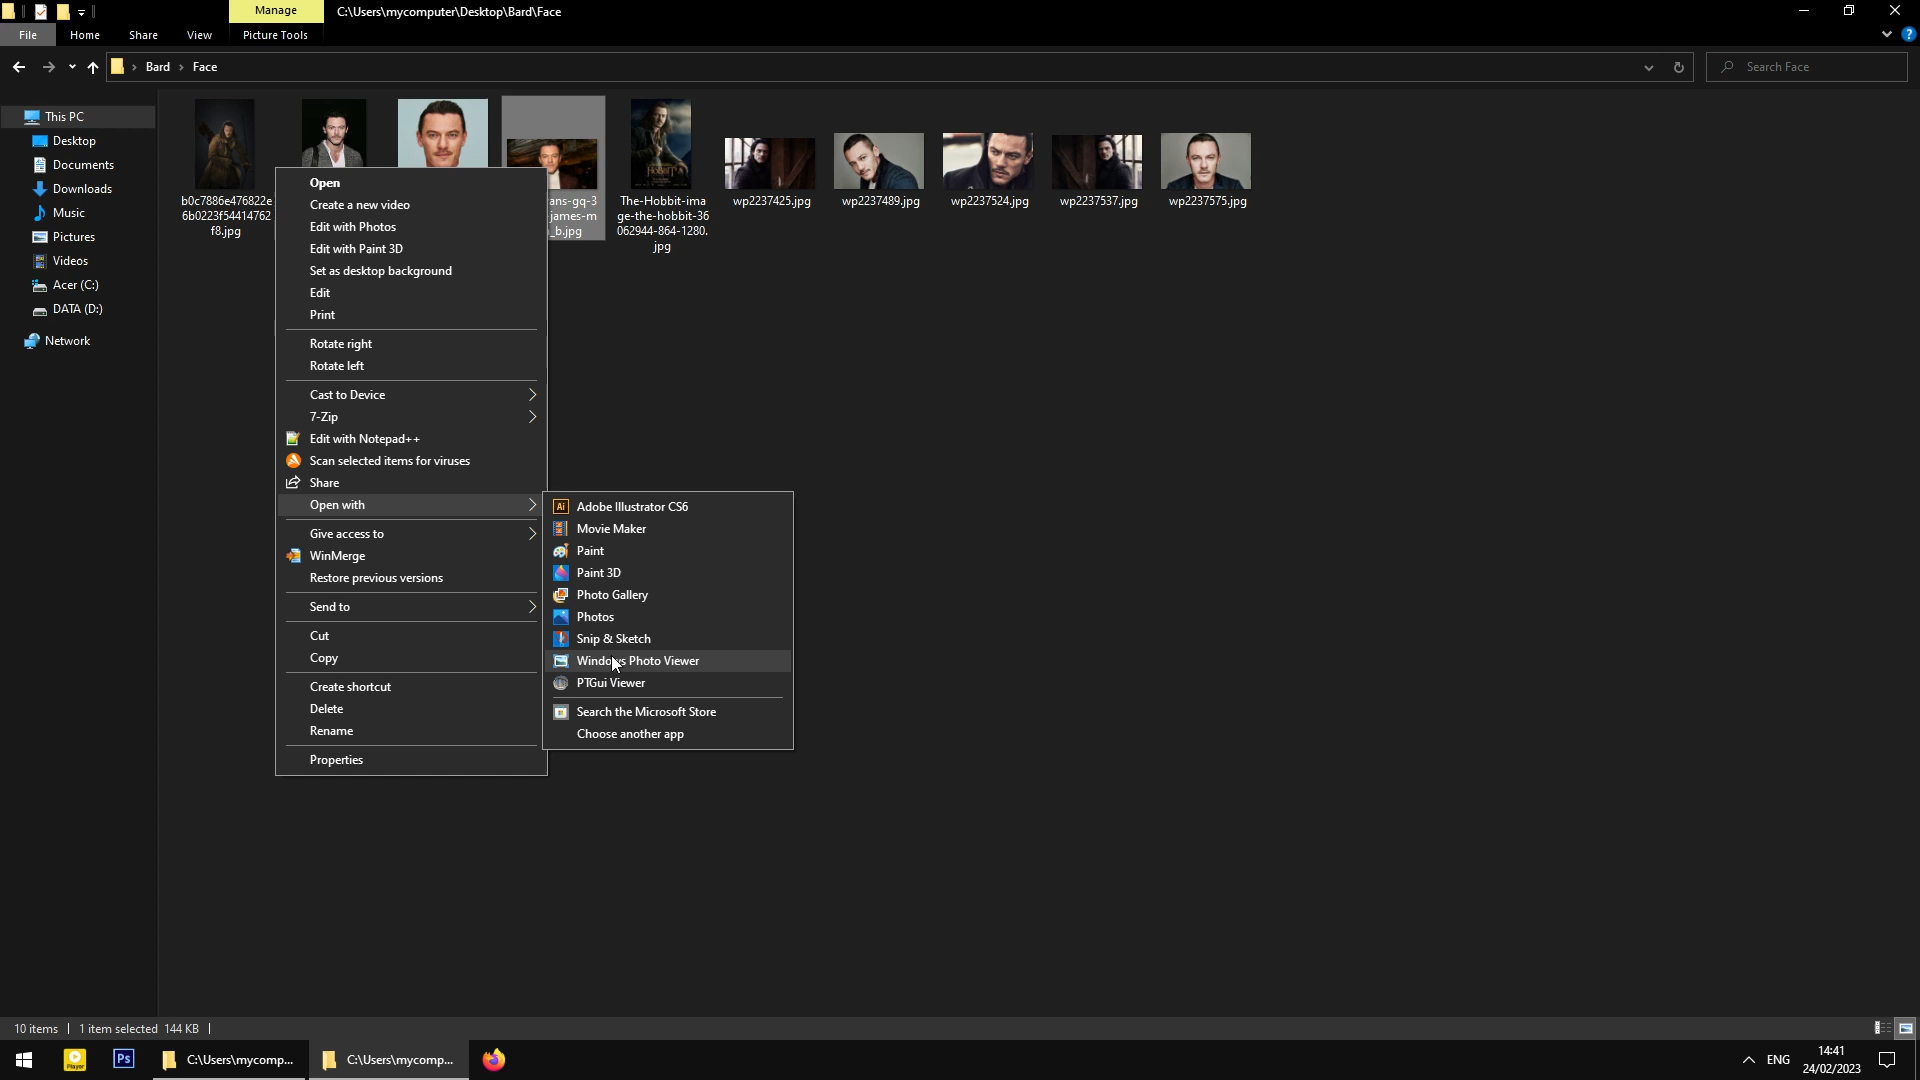 Manage
C:\Users\mycomputer\Desktop\Bard\Face
File
Home
Share
View
Picture Tools
Bard
Face
Search Face
This PC
Desktop
Documents
Downloads
Music
Pictures
Videos
Acer (C:)
DATA (D:)
Network
b0c7886e476822e
6b0223f54414762
f8.jpg
ans-gq-3
james-m
_b.jpg
The-Hobbit-ima
ge-the-hobbit-36
062944-864-1280.
jpg
wp2237425.jpg
wp2237489.jpg
wp2237524.jpg
wp2237537.jpg
wp2237575.jpg
Open
Create a new video
Edit with Photos
Edit with Paint 3D
Set as desktop background
Edit
Print
Rotate right
Rotate left
Cast to Device
7-Zip
Edit with Notepad++
Scan selected items for viruses
Share
Open with
Give access to
WinMerge
Restore previous versions
Send to
Cut
Copy
Create shortcut
Delete
Rename
Properties
Adobe Illustrator CS6
Movie Maker
Paint
Paint 3D
Photo Gallery
Photos
Snip & Sketch
Windows Photo Viewer
PTGui Viewer
Search the Microsoft Store
Choose another app
10 items
1 item selected 144 KB
Ps
C:\Users\mycomp...
C:\Users\mycomp...
ENG
14:41
24/02/2023